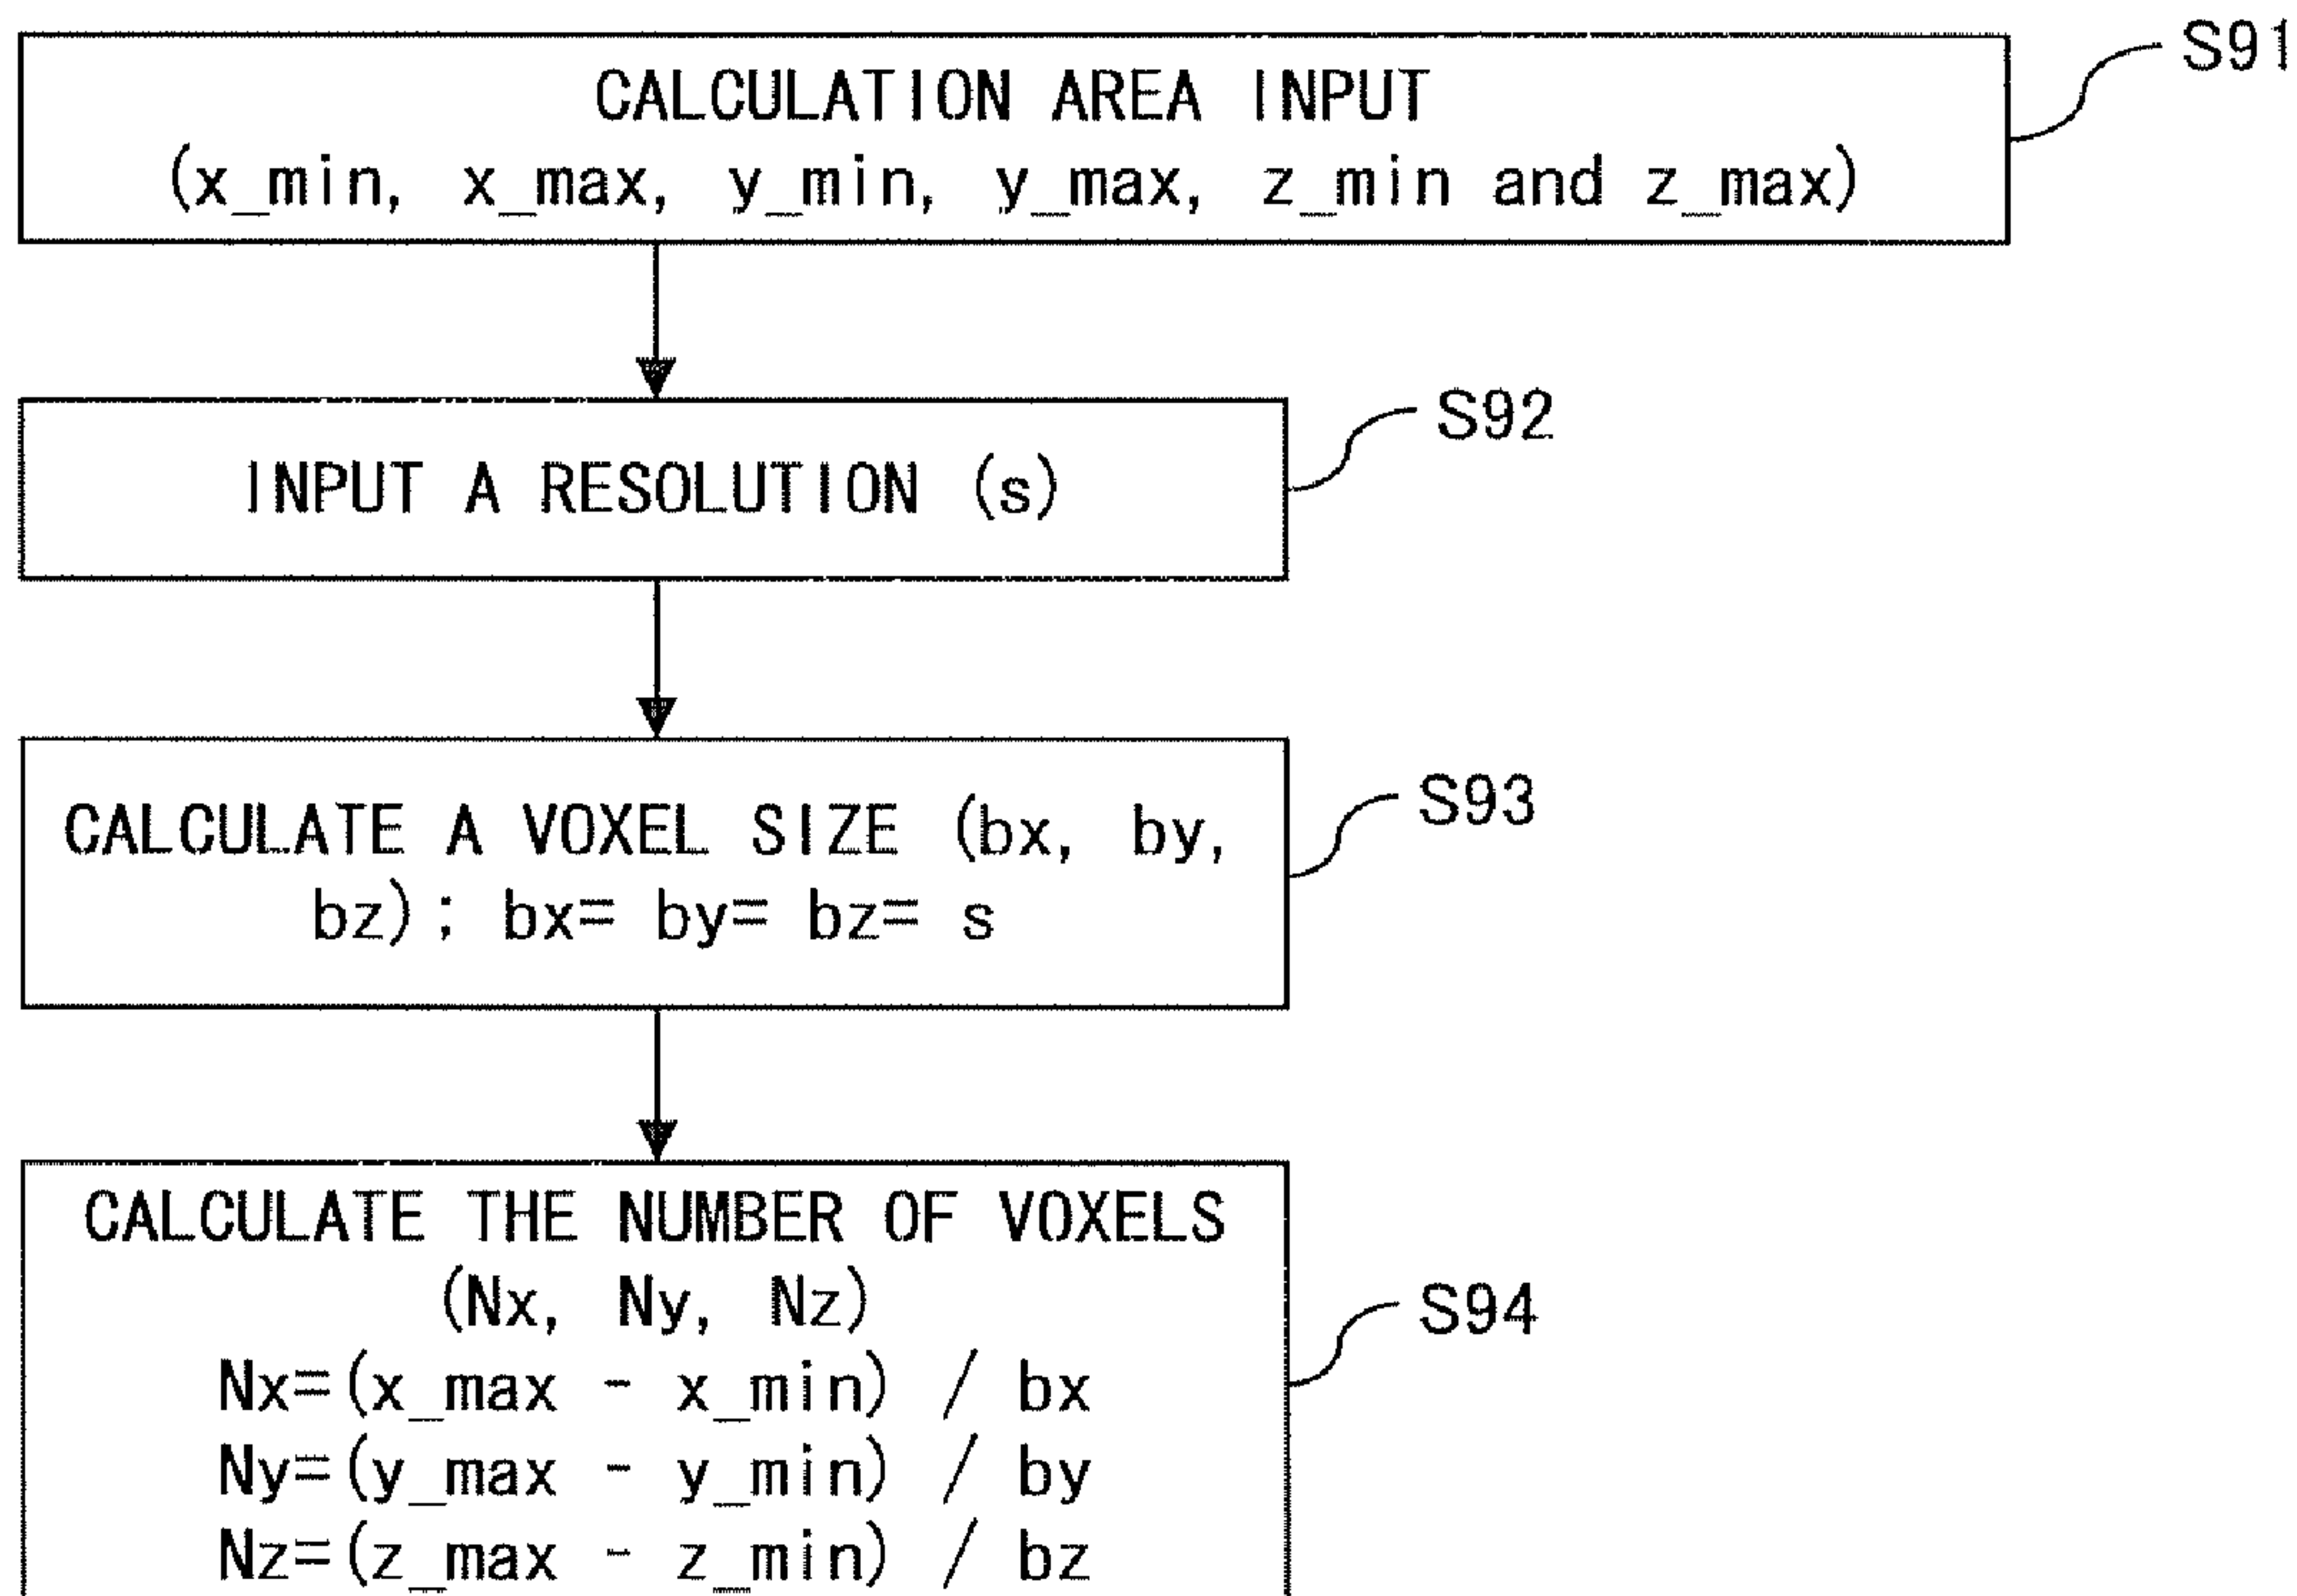 S91
CALCULATION AREA INPUT
(x_min, x_max, y_min, y_max, z_min and z_max)
S92
INPUT A RESOLUTION (s)
S93
CALCULATE A VOXEL SIZE (bx, by,
bz); bx= by= bz= s
CALCULATE THE NUMBER OF VOXELS
(Nx, Ny, Nz)
S94
Nx=(x_max - x_min) / bx
Ny=(y_max - y_min) / by
Nz=(z_max - z_min) / bz